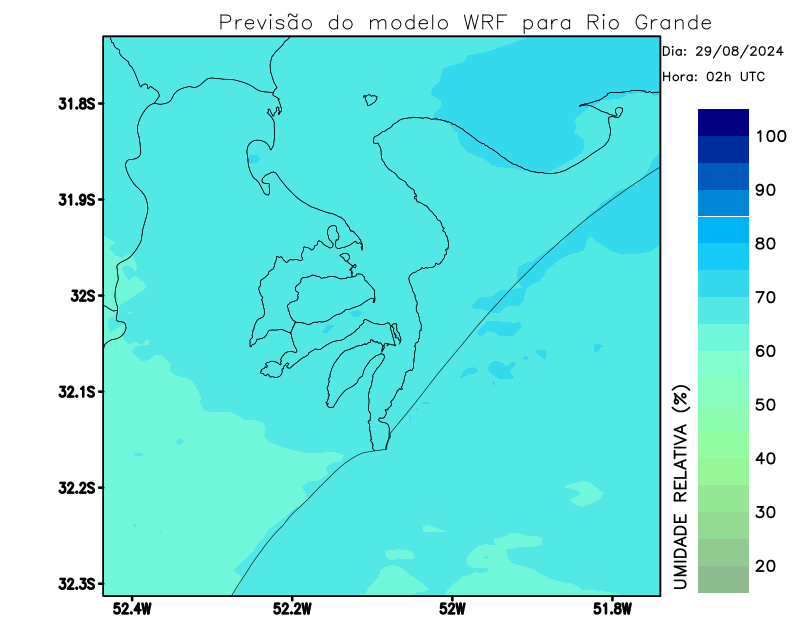 Previsão do modelo WRF para Rio Grande
Dia: 29/08/2024
Hora: 02h UTC
31.8S
31.9S
32S
32.1S
32.2S
32.3S
52.4W
52.2W
52W
51.8W
100
90
80
70
60
50
40
30
20
UMIDADE RELATIVA (%)